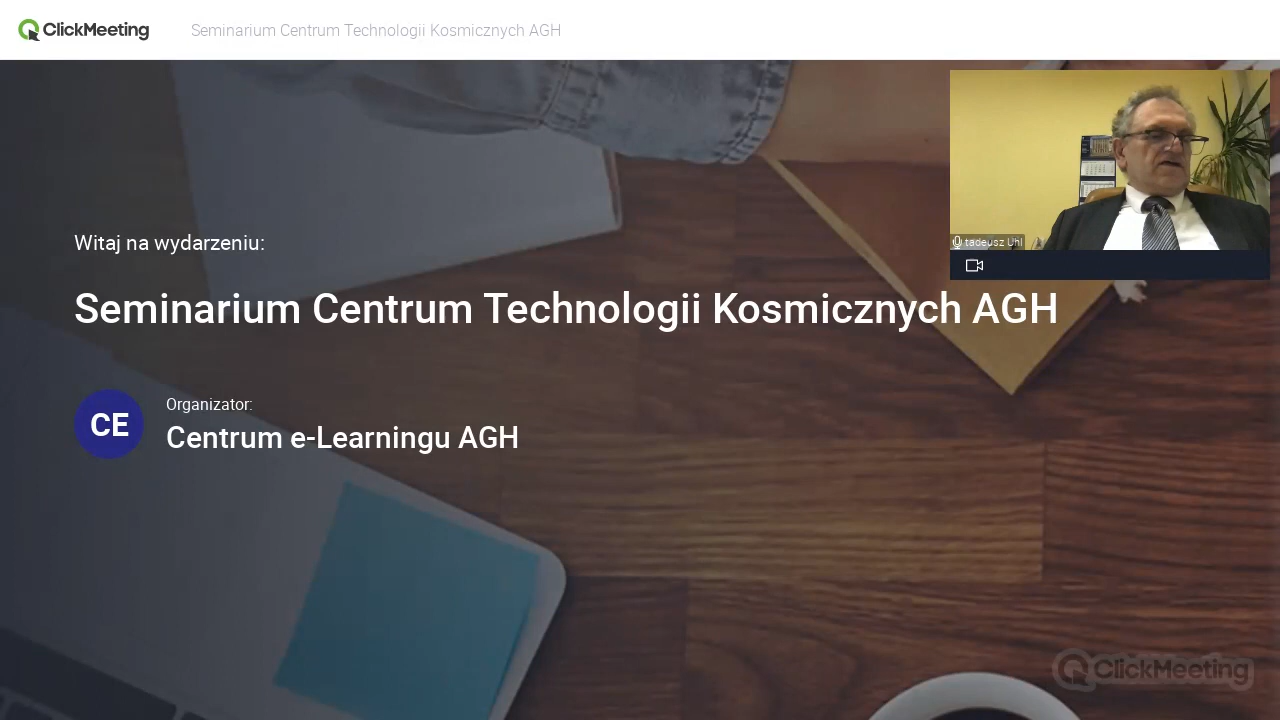 ClickMeeting
Seminarium Centrum Technologii Kosmicznych AGH
tadeusz Uhl
Witaj na wydarzeniu:
Seminarium Centrum Technologii Kosmicznych AGH
CE
Organizator:
Centrum e-Learningu AGH
ClickMeeting